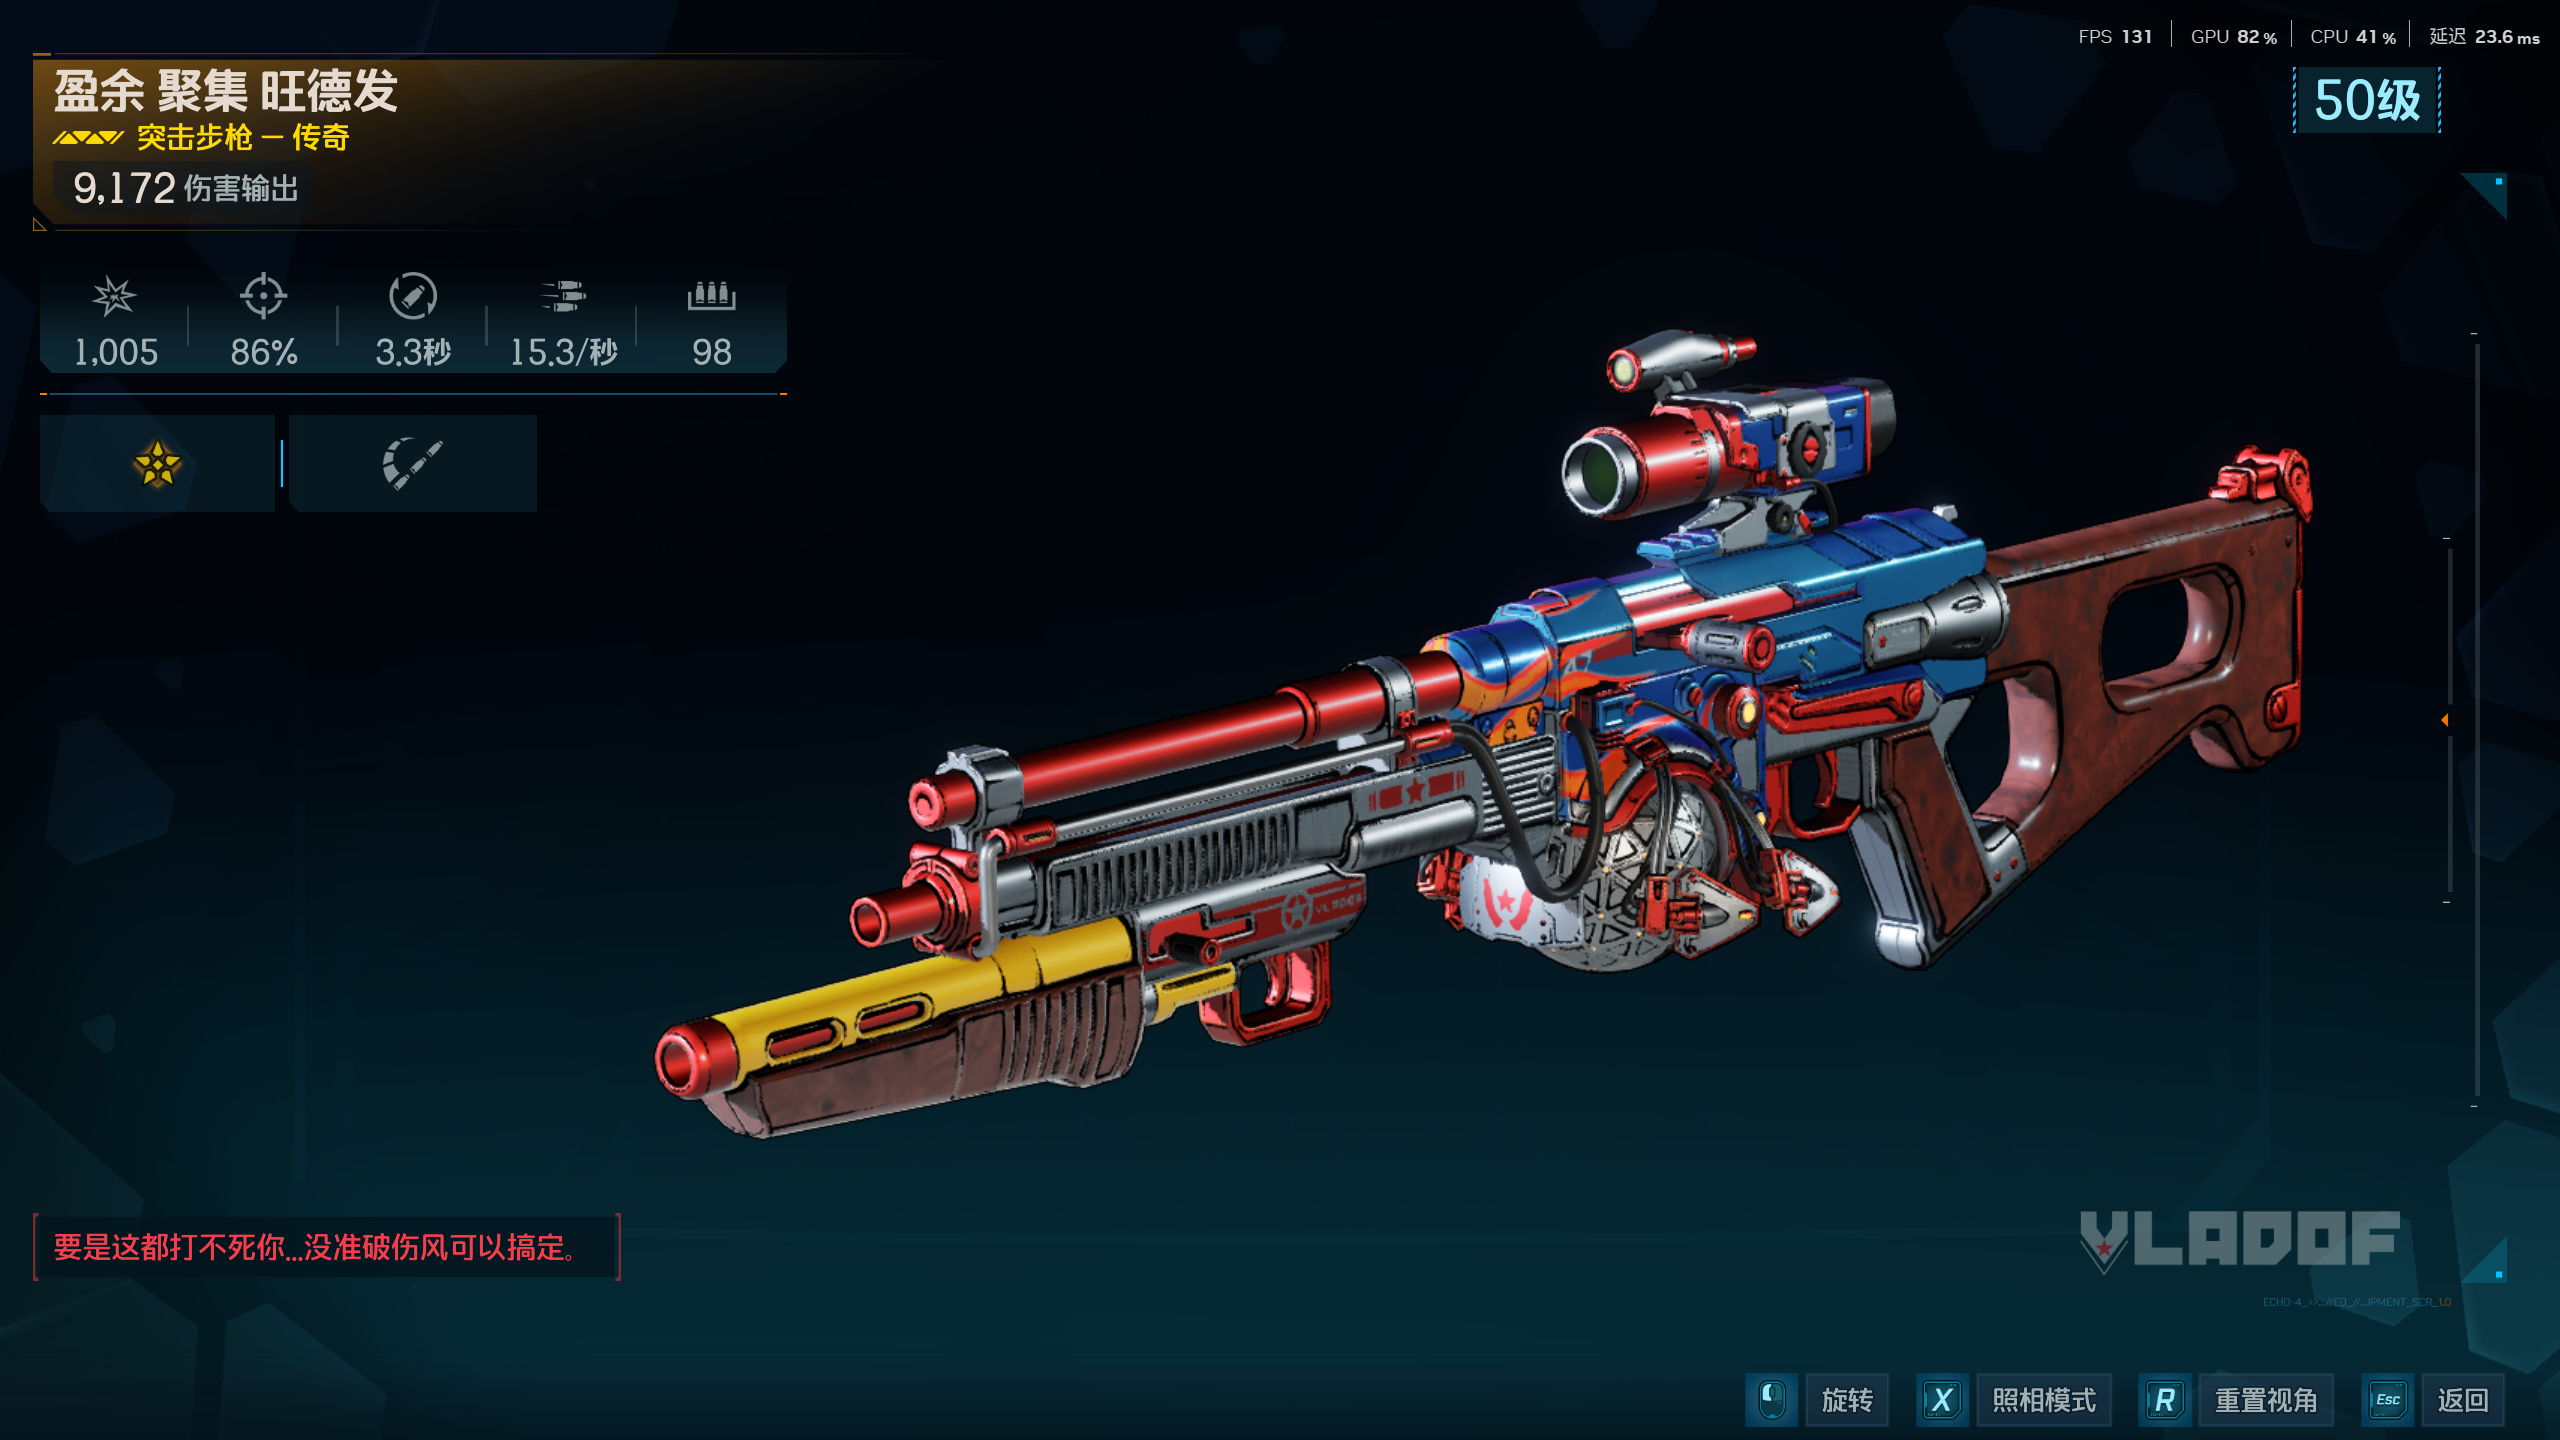 FPS 131 GPU 82% CPU 41% 延迟 23.6 ms
盈余 聚集 旺德发
突击步枪 – 传奇
9,172 伤害输出
50级
1,005 86% 3.3秒 15.3/秒 98
VLADOF
要是这都打不死你...没准破伤风可以搞定。
VLADOF
旋转 X 照相模式 R 重置视角 Esc 返回